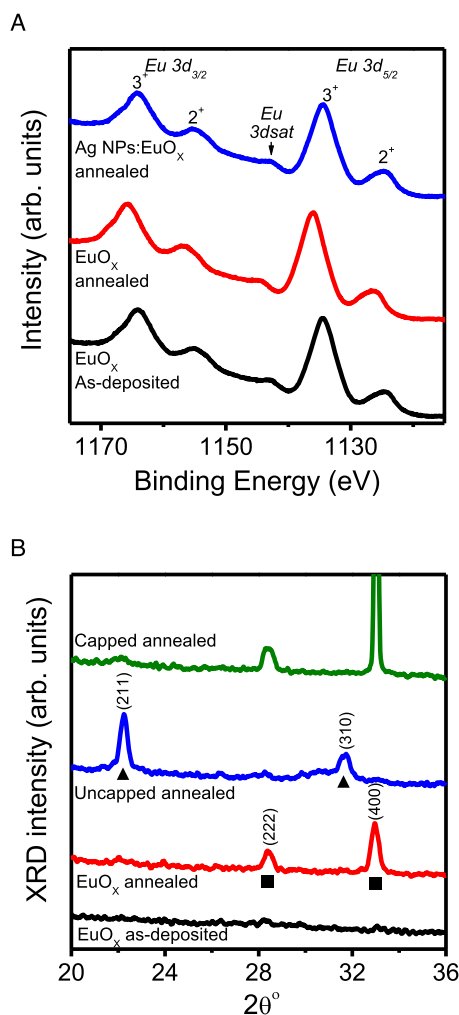 A
Eu 3d3/2
Eu 3d5/2
3+
2+
Eu
3dsat
3+
2+
Ag NPs:EuOX
annealed
EuOX
annealed
EuOX
As-deposited
Intensity (arb. units)
1170
1150
1130
Binding Energy (eV)
B
Capped annealed
(211)
(310)
Uncapped annealed
(222)
(400)
EuOX annealed
EuOX as-deposited
XRD intensity (arb. units)
20
24
28
32
36
2θ°